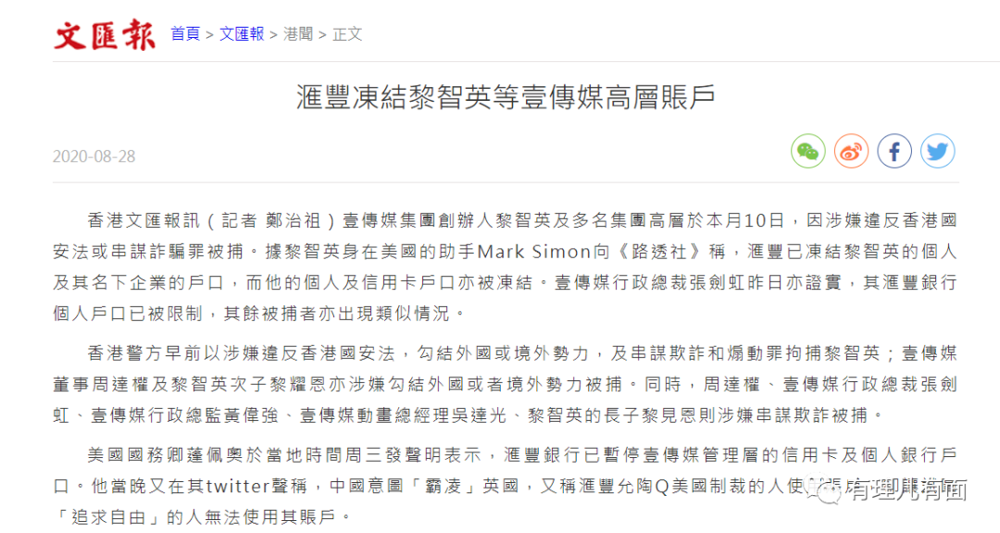 文匯報 首頁 > 文匯報 > 港聞 > 正文
滙豐凍結黎智英等壹傳媒高層賬戶
2020-08-28
香港文匯報訊（記者 鄭治祖）壹傳媒集團創辦人黎智英及多名集團高層於本月10日，因涉嫌違反香港國
安法或串謀詐騙罪被捕。據黎智英身在美國的助手Mark Simon向《路透社》稱，滙豐已凍結黎智英的個人
及其名下企業的戶口，而他的個人及信用卡戶口亦被凍結。壹傳媒行政總裁張劍虹昨日亦證實，其滙豐銀行
個人戶口已被限制，其餘被捕者亦出現類似情況。
香港警方早前以涉嫌違反香港國安法，勾結外國或境外勢力，及串謀欺詐和煽動罪拘捕黎智英；壹傳媒
董事周達權及黎智英次子黎耀恩亦涉嫌勾結外國或者境外勢力被捕。同時，周達權、壹傳媒行政總裁張劍
虹、壹傳媒行政總監黃偉強、壹傳媒動畫總經理吳達光、黎智英的長子黎見恩則涉嫌串謀欺詐被捕。
美國國務卿蓬佩奧於當地時間周三發聲明表示，滙豐銀行已暫停壹傳媒管理層的信用卡及個人銀行戶
口。他當晚又在其twitter聲稱，中國意圖「霸凌」英國，又稱滙豐允陶Q美國制裁的人使
有理儿有面
「追求自由」的人無法使用其賬戶。